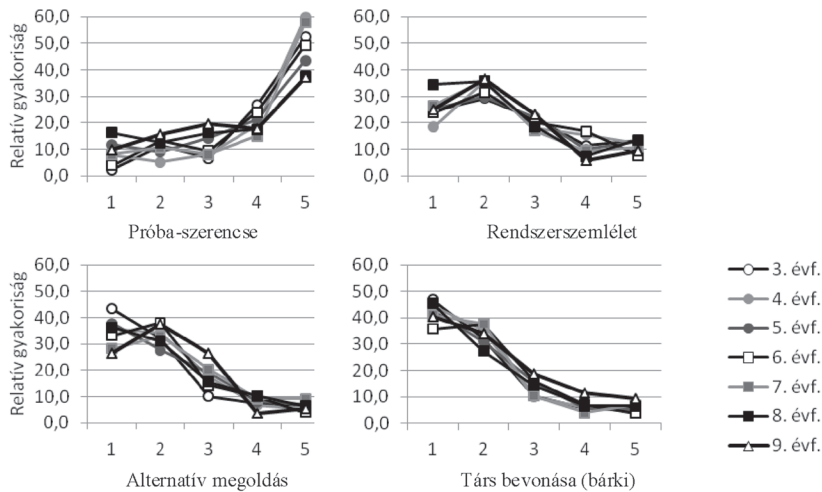 Relatív gyakoriság
60,0
50,0
40,0
30,0
20,0
10,0
0,0
1 2 3 4 5
Próba-szerencse
60,0
50,0
40,0
30,0
20,0
10,0
0,0
1 2 3 4 5
Rendszerszemlélet
Relatív gyakoriság
60,0
50,0
40,0
30,0
20,0
10,0
0,0
1 2 3 4 5
Alternatív megoldás
60,0
50,0
40,0
30,0
20,0
10,0
0,0
1 2 3 4 5
Társ bevonása (bárki)
3. évf.
4. évf.
5. évf.
6. évf.
7. évf.
8. évf.
9. évf.